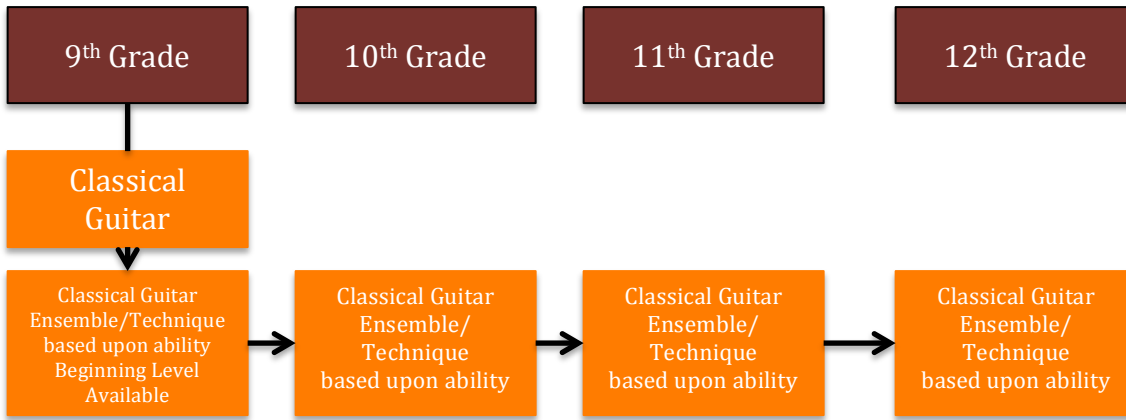 9th Grade
10th Grade
11th Grade
12th Grade
Classical
Guitar
Classical Guitar
Ensemble/Technique
based upon ability
Beginning Level
Available
Classical Guitar
Ensemble/
Technique
based upon ability
Classical Guitar
Ensemble/
Technique
based upon ability
Classical Guitar
Ensemble/
Technique
based upon ability